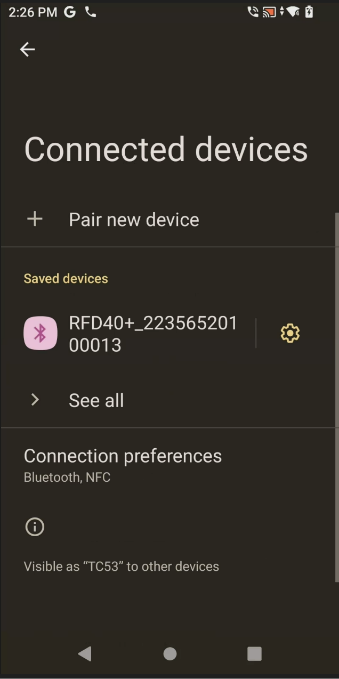 2:26 PM G
Connected devices
Pair new device
Saved devices
RFD40+_223565201
00013
See all
Connection preferences
Bluetooth, NFC
Visible as “TC53” to other devices